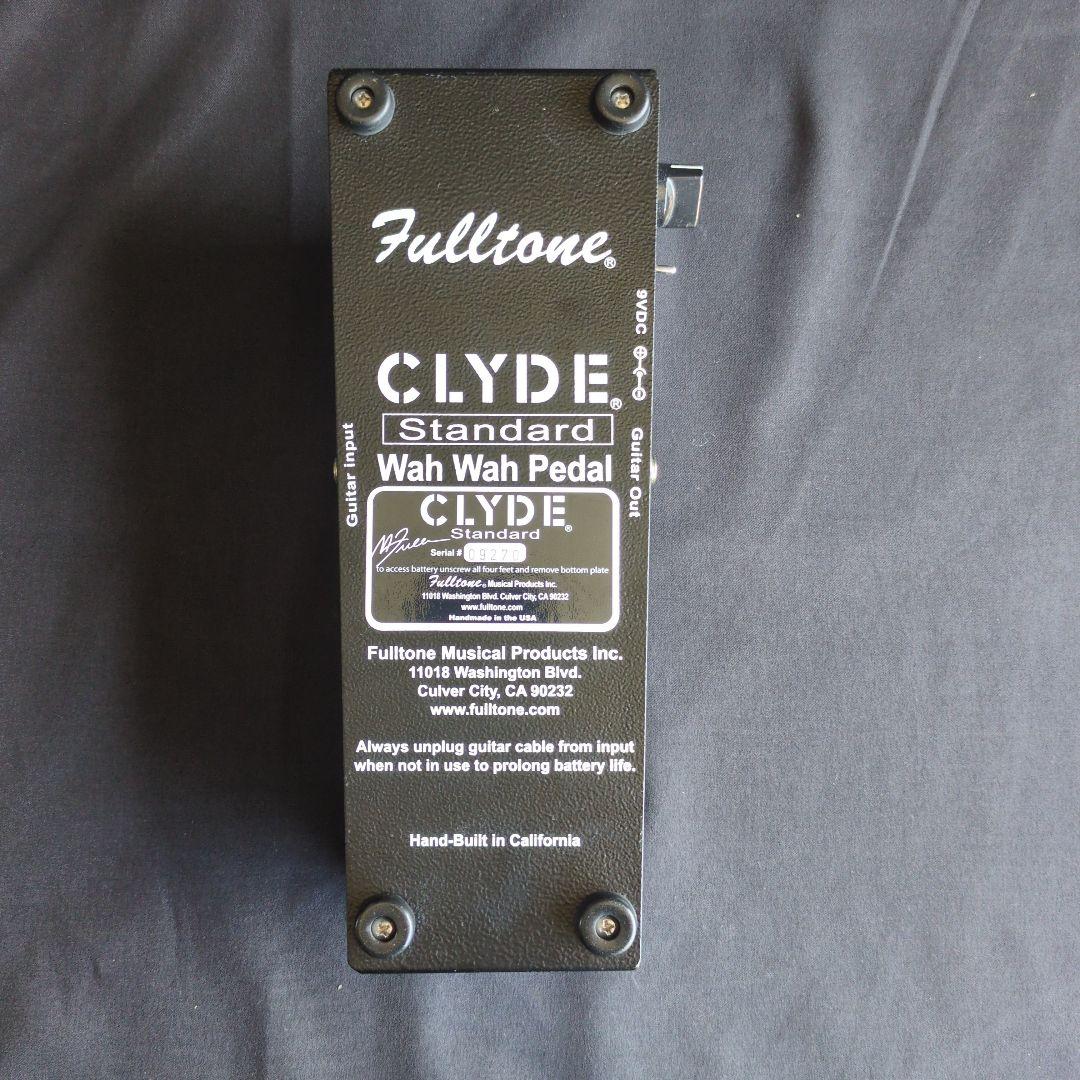 Fulltone®
CLYDE®
Standard
Wah Wah Pedal
Guitar input
9VDC
Guitar Out
CLYDE®
Standard
Serial # 09270
to access battery unscrew all four feet and remove bottom plate
Fulltone® Musical Products Inc.
11018 Washington Blvd. Culver City, CA 90232
www.fulltone.com
Handmade in the USA
Fulltone Musical Products Inc.
11018 Washington Blvd.
Culver City, CA 90232
www.fulltone.com
Always unplug guitar cable from input
when not in use to prolong battery life.
Hand-Built in California